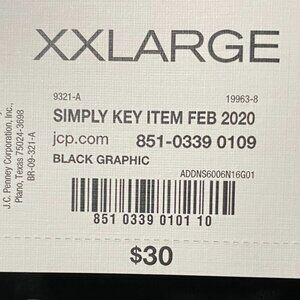 XXLARGE
9321-A 19963-8
SIMPLY KEY ITEM FEB 2020
jcp.com 851-0339 0109
BLACK GRAPHIC
ADDNS6006N16G01
851 0339 0101 10
$30
J.C. Penney Corporation, Inc.,
Plano, Texas 75024-3698
BR-09-321-A